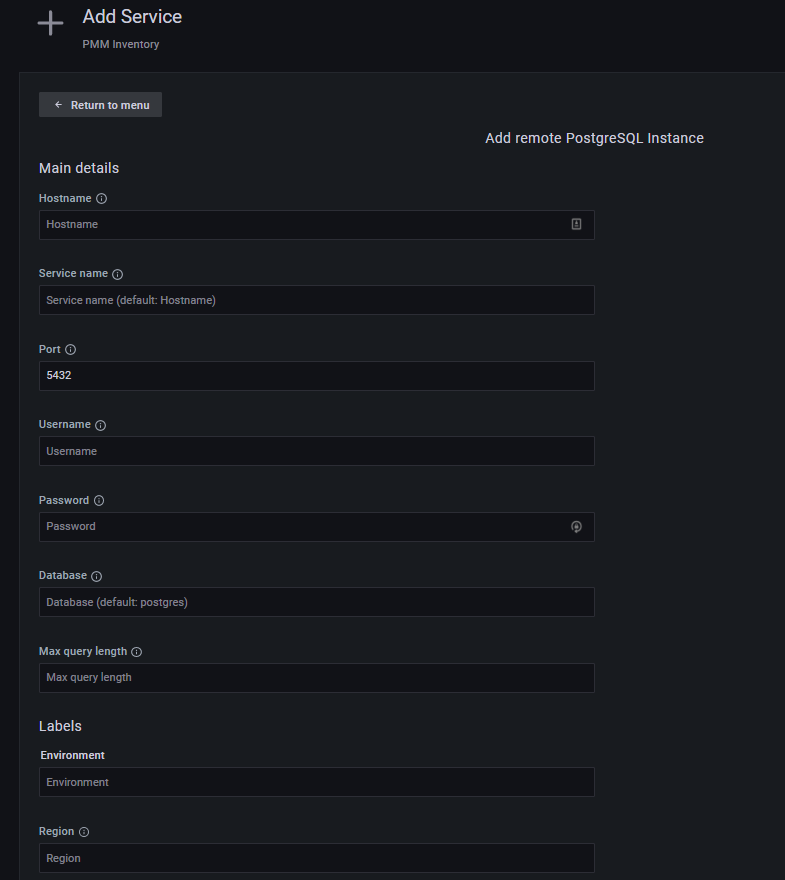 Add Service
PMM Inventory
Return to menu
Add remote PostgreSQL Instance
Main details
Hostname
Hostname
Service name
Service name (default: Hostname)
Port
5432
Username
Username
Password
Password
Database
Database (default: postgres)
Max query length
Max query length
Labels
Environment
Environment
Region
Region